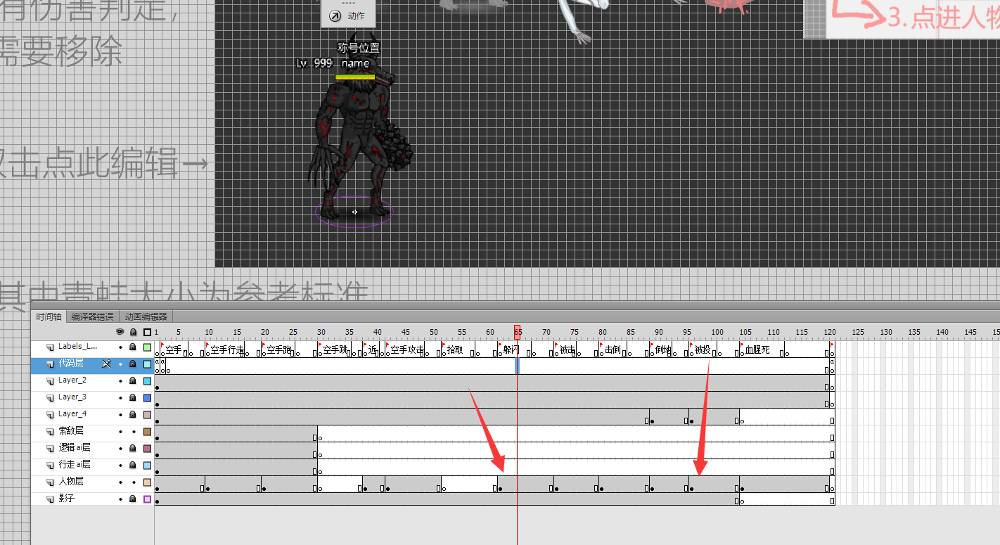 有伤害判定，
动作
3.点进人物
需要移除
称号位置
Lv. 999 name
双击点此编辑→
其中青蛙大小为参考标准
时间轴 编译器错误 动画编辑器
1 5 10 15 20 25 30 35 40 45 50 55 60 65 70 75 80 85 90 95 100 105 110 115 120 125 130 135 140 145 15
Labels_L... 空手 空手行走 空手跑 空手跳 近 空手攻击 拾取 躲闪 被击 击倒 倒地 被投 血腥死
代码层
Layer_2
Layer_3
Layer_4
索敌层
逻辑ai层
行走ai层
人物层
影子